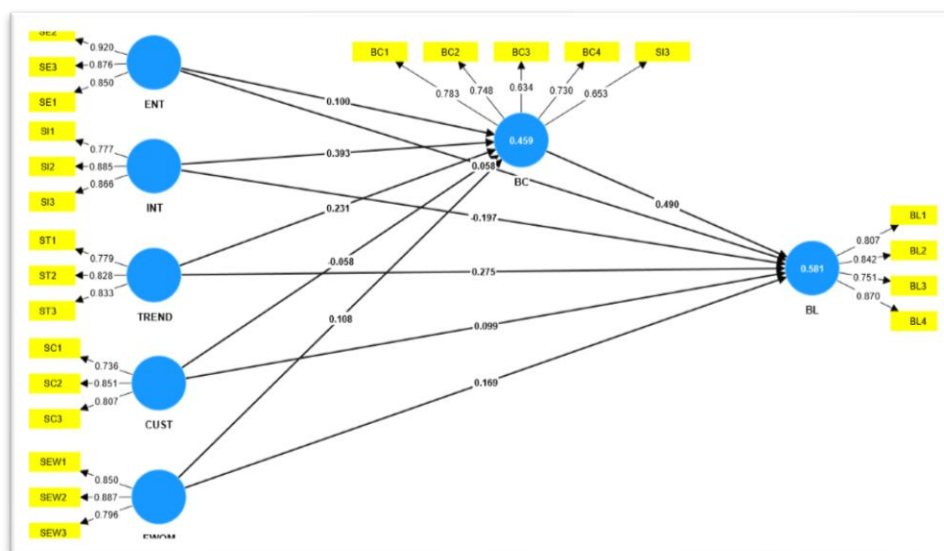 SE2
0.920
SE3
0.876
SE1
0.850
ENT
SI1
0.777
SI2
0.885
SI3
0.866
INT
ST1
0.779
ST2
0.828
ST3
0.833
TREND
SC1
0.736
SC2
0.851
SC3
0.807
CUST
SEW1
0.850
SEW2
0.887
SEW3
0.796
EWOM
BC1
BC2
BC3
BC4
SI3
0.783
0.748
0.634
0.730
0.653
0.459
BC
0.100
0.393
0.058
0.231
-0.058
0.108
0.490
-0.197
0.275
0.099
0.169
0.581
BL
BL1
0.807
BL2
0.842
BL3
0.751
BL4
0.870